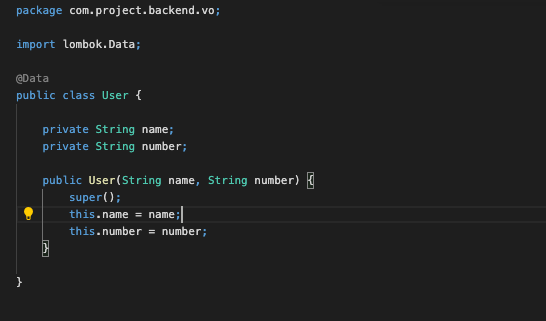 package com.project.backend.vo;
import lombok.Data;
@Data
public class User {
private String name;
private String number;
public User(String name, String number) {
super();
this.name = name;
this.number = number;
}
}